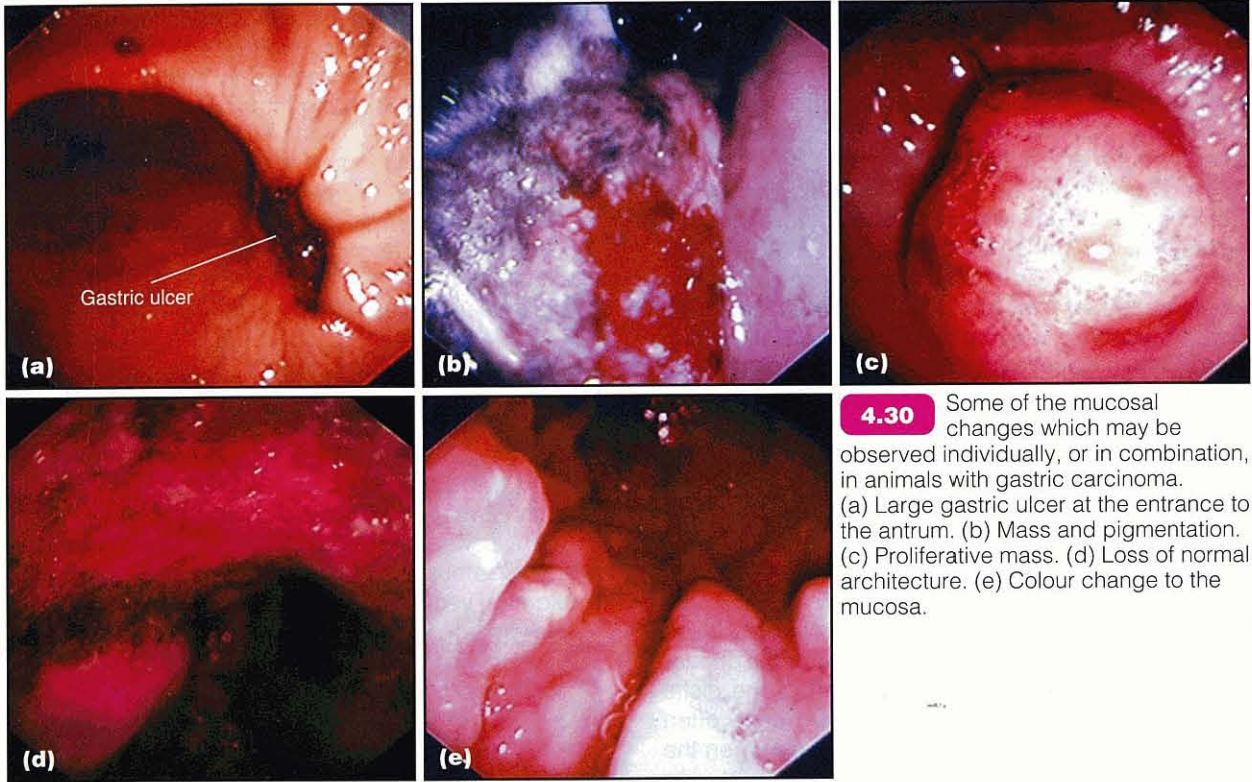 Gastric ulcer
(a)
(b)
(c)
(d)
(e)
4.30 Some of the mucosal
changes which may be
observed individually, or in combination,
in animals with gastric carcinoma.
(a) Large gastric ulcer at the entrance to
the antrum. (b) Mass and pigmentation.
(c) Proliferative mass. (d) Loss of normal
architecture. (e) Colour change to the
mucosa.